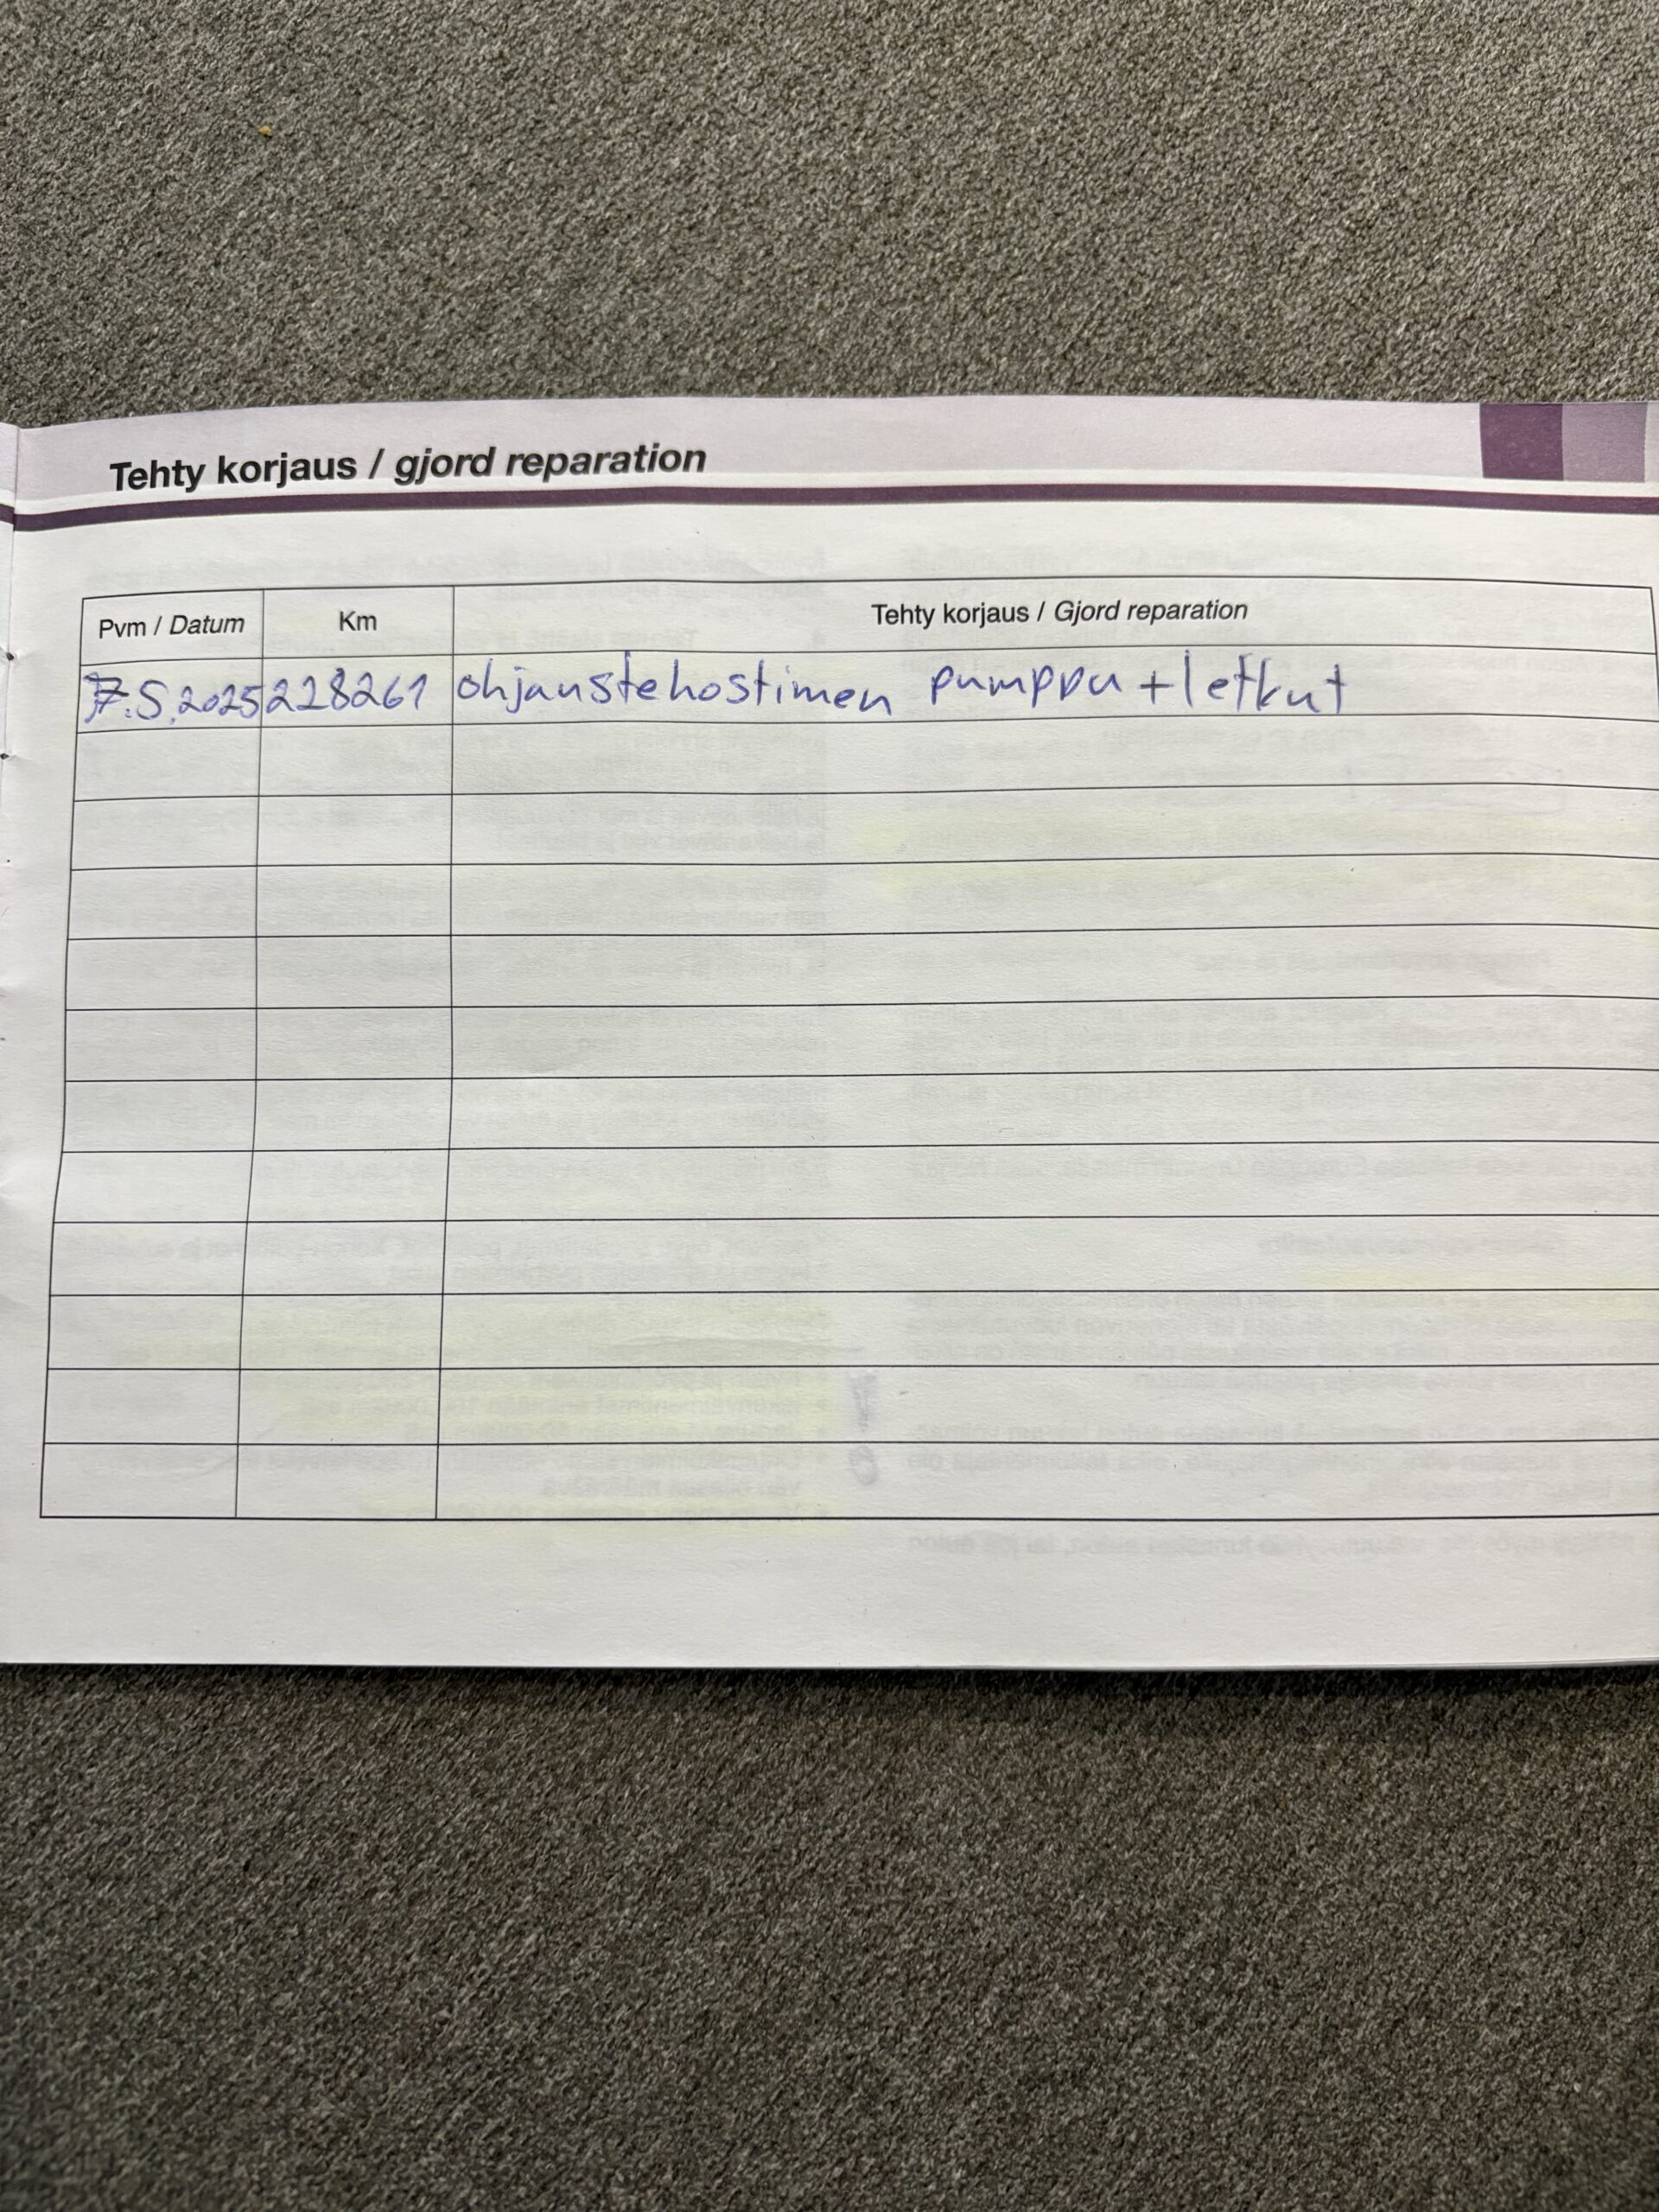 Tehty korjaus / gjord reparation
Pvm / Datum Km Tehty korjaus / Gjord reparation
7.5.2025 228261 ohjaustehostimen pumppu + letkut